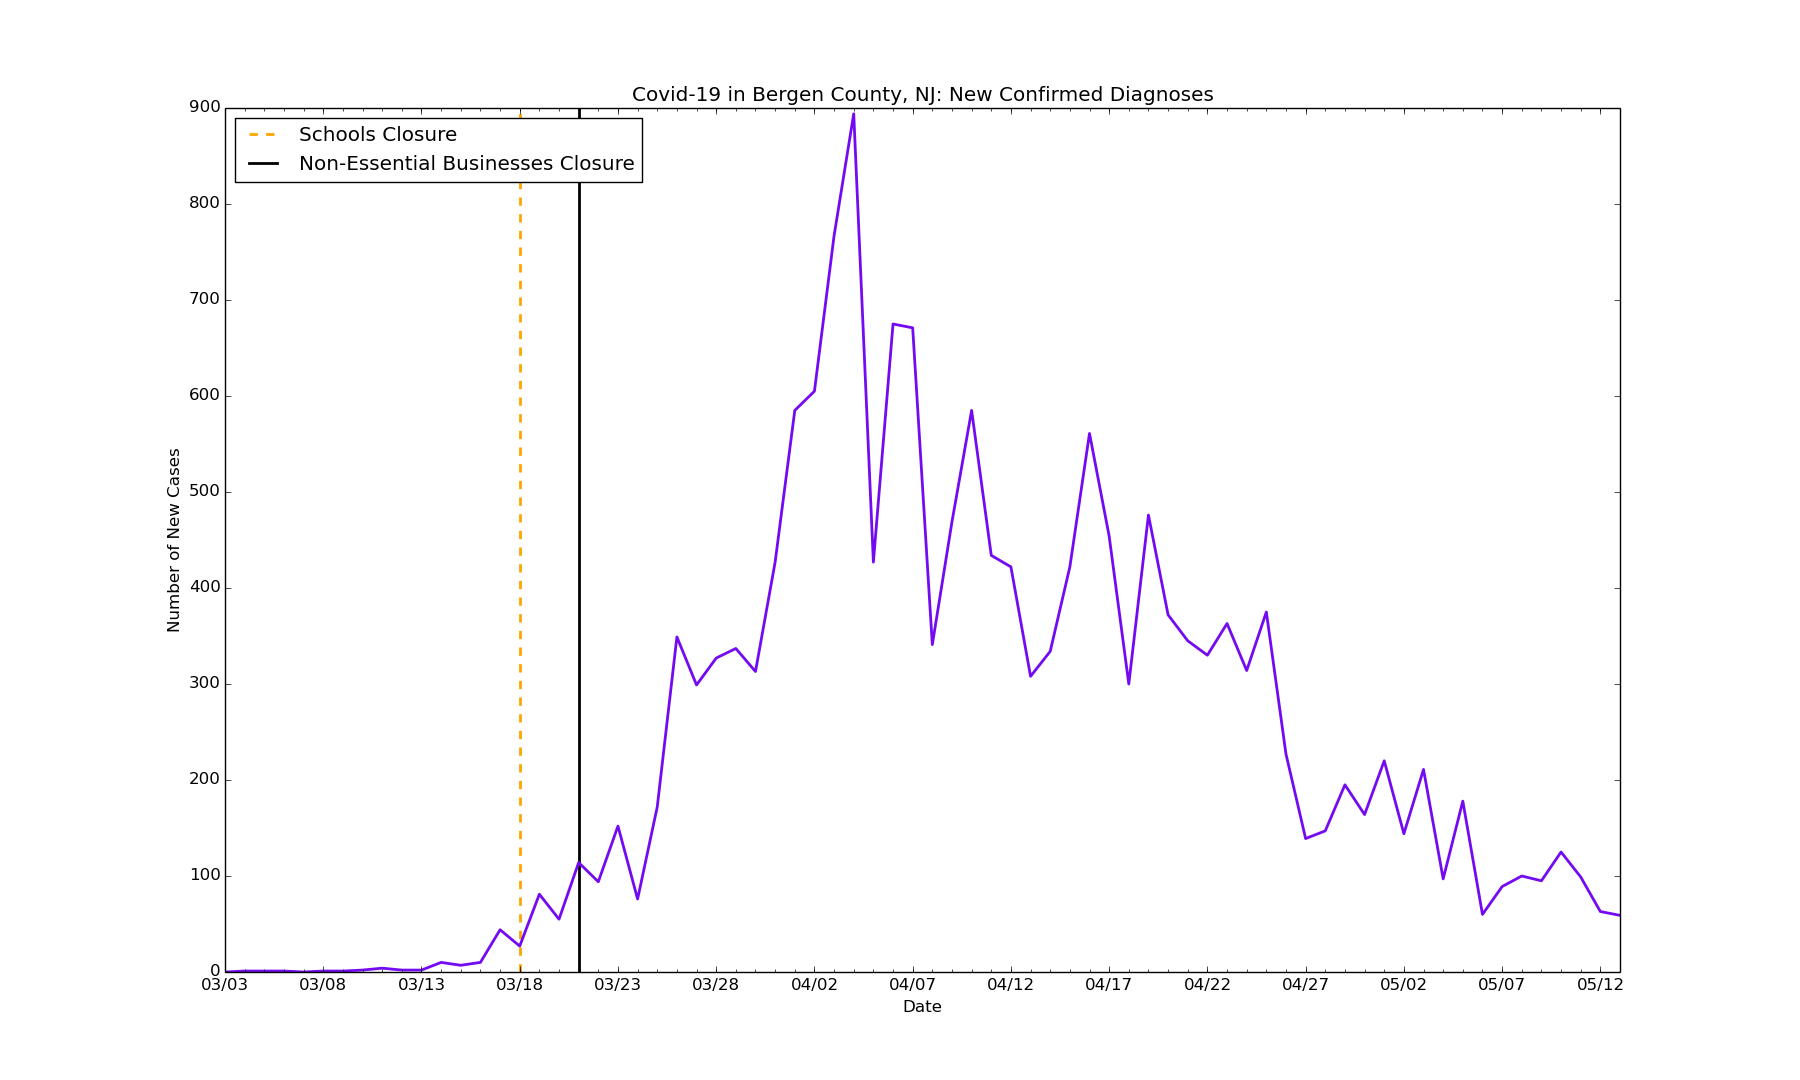 Covid-19 in Bergen County, NJ: New Confirmed Diagnoses
Schools Closure
Non-Essential Businesses Closure
Number of New Cases
900
800
700
600
500
400
300
200
100
0
03/03 03/08 03/13 03/18 03/23 03/28 04/02 04/07 04/12 04/17 04/22 04/27 05/02 05/07 05/12
Date